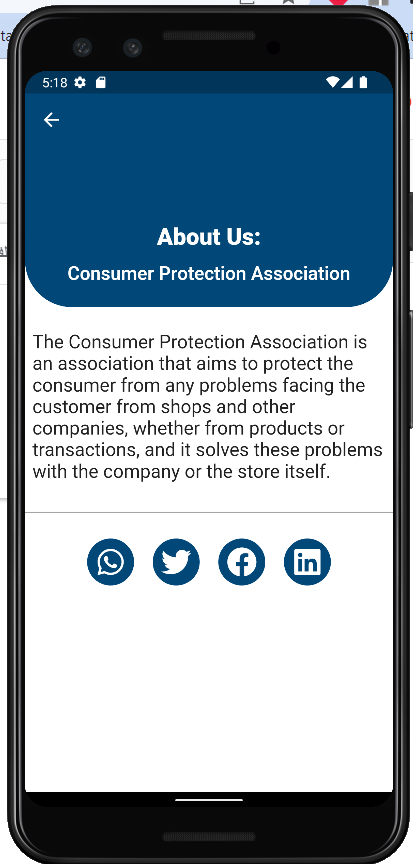 5:18
About Us:
Consumer Protection Association
The Consumer Protection Association is
an association that aims to protect the
consumer from any problems facing the
customer from shops and other
companies, whether from products or
transactions, and it solves these problems
with the company or the store itself.
in